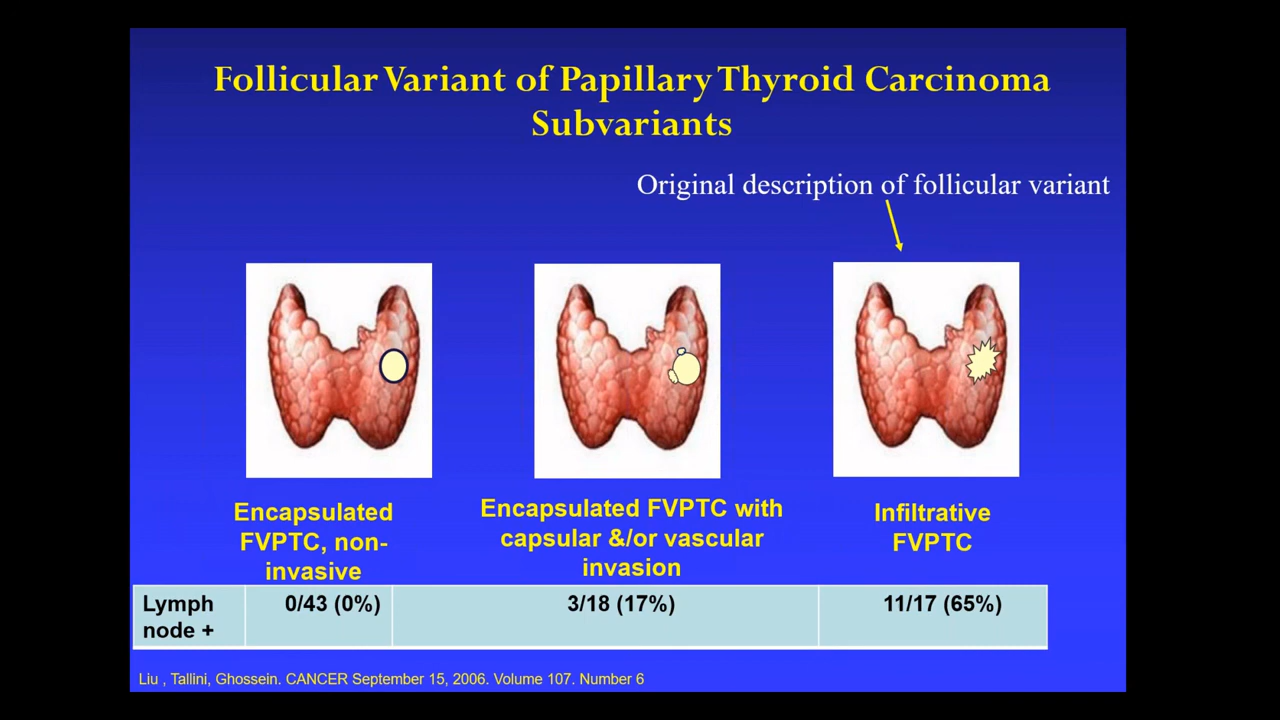 Follicular Variant of Papillary Thyroid Carcinoma
Subvariants
Original description of follicular variant
Encapsulated
FVPTC, non-
invasive
Encapsulated FVPTC with
capsular &/or vascular
invasion
Infiltrative
FVPTC
Lymph
node +
0/43 (0%)
3/18 (17%)
11/17 (65%)
Liu , Tallini, Ghossein. CANCER September 15, 2006. Volume 107. Number 6